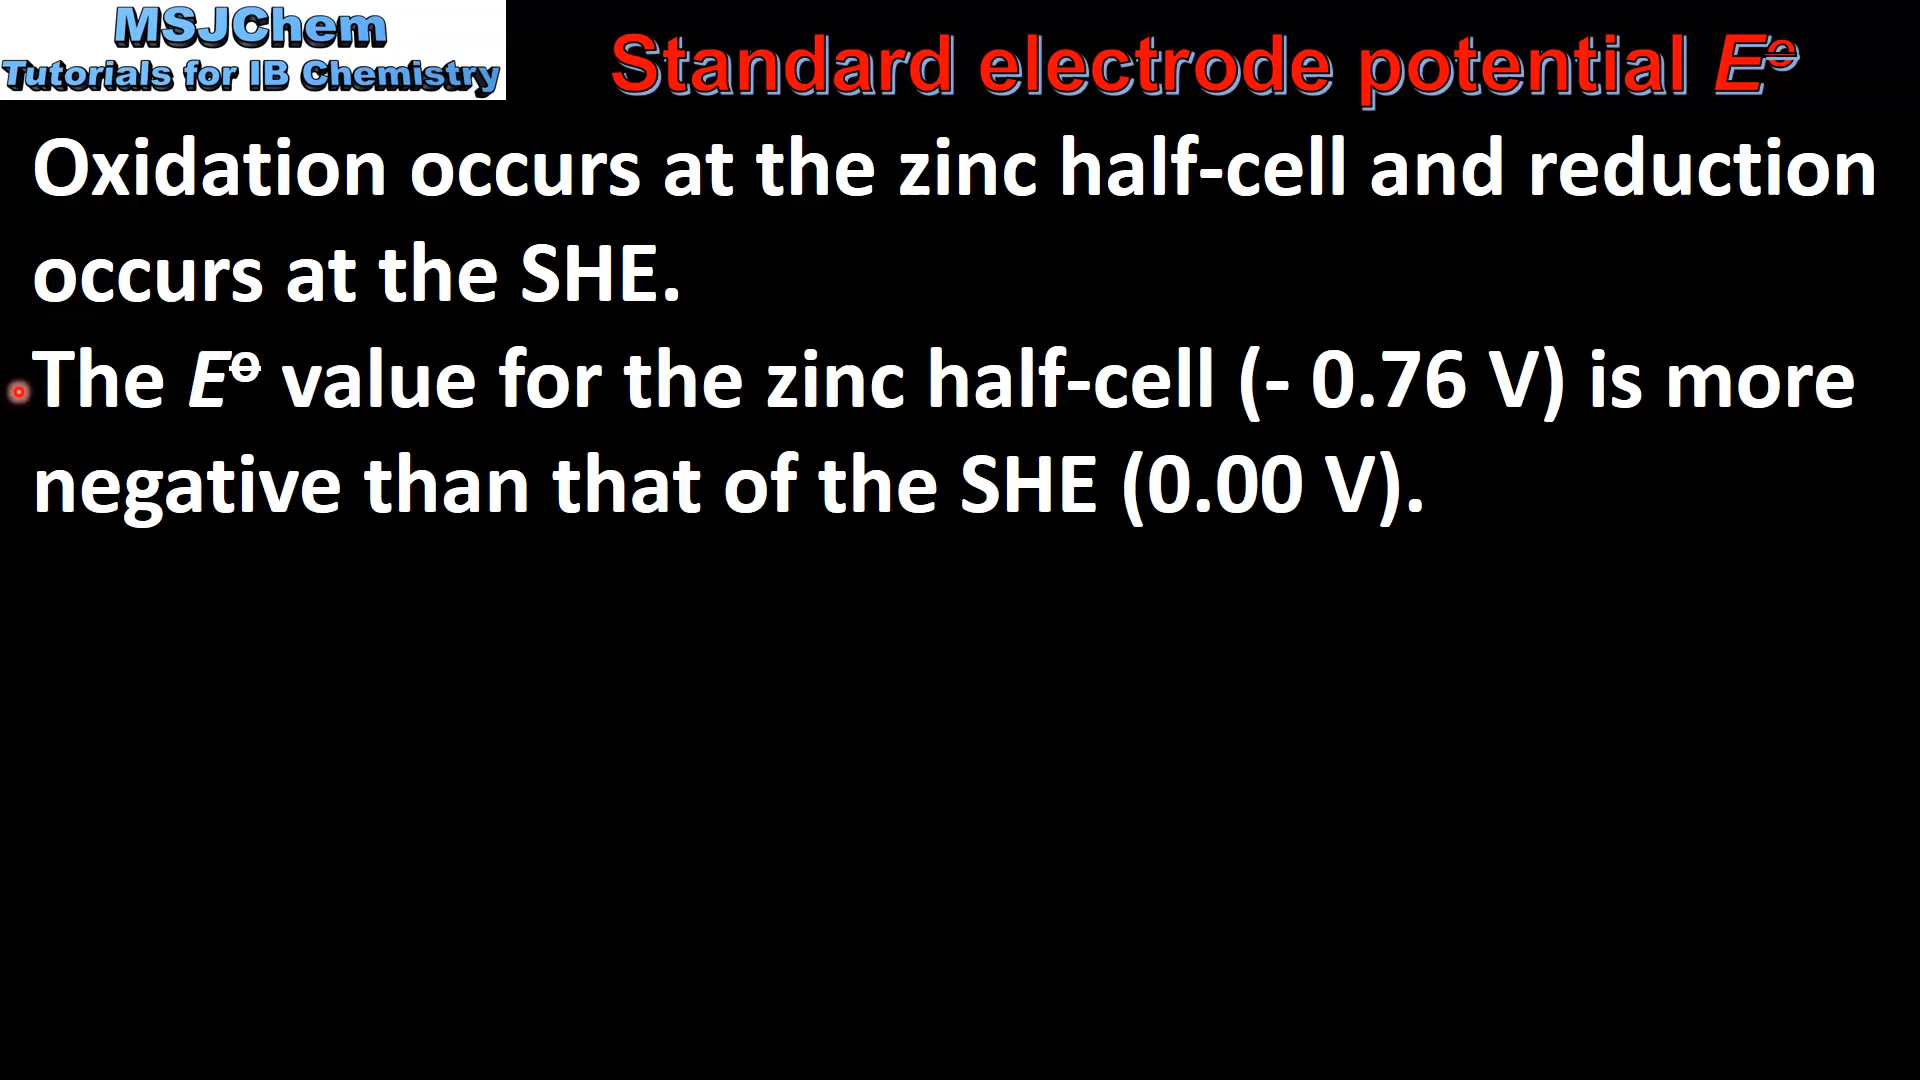 MSJChem
Tutorials for IB Chemistry
Standard electrode potential E⦵
Oxidation occurs at the zinc half-cell and reduction
occurs at the SHE.
The E⦵ value for the zinc half-cell (- 0.76 V) is more
negative than that of the SHE (0.00 V).